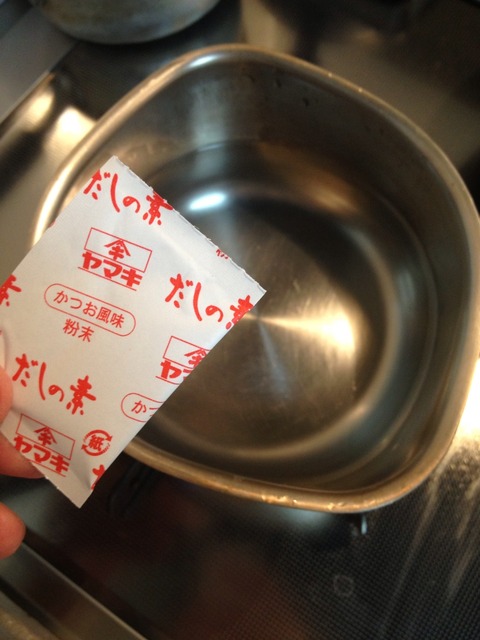 だしの素
ヤマキ
だしの素
かつお風味
粉末
ヤマ
だしの素
か
ヤマキ
紙